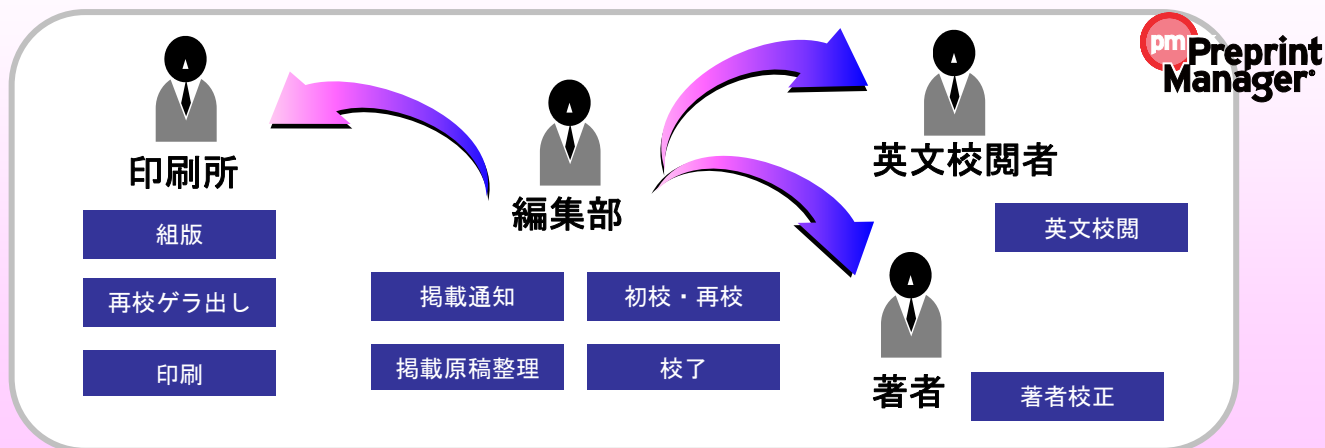 pm
Preprint
Manager®
印刷所
組版
再校ゲラ出し
印刷
編集部
掲載通知
初校・再校
掲載原稿整理
校了
英文校閲者
英文校閲
著者
著者校正